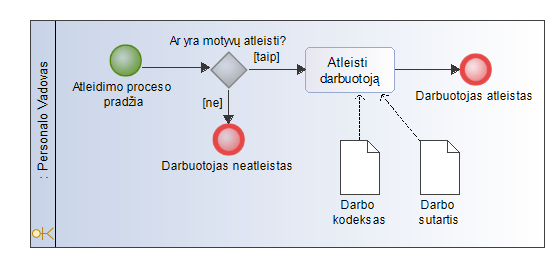 : Personalo Vadovas
Ar yra motyvų atleisti?
[taip]
Atleidimo proceso
pradžia
[ne]
Atleisti
darbuotoją
Darbuotojas atleistas
Darbuotojas neatleistas
Darbo
kodeksas
Darbo
sutartis